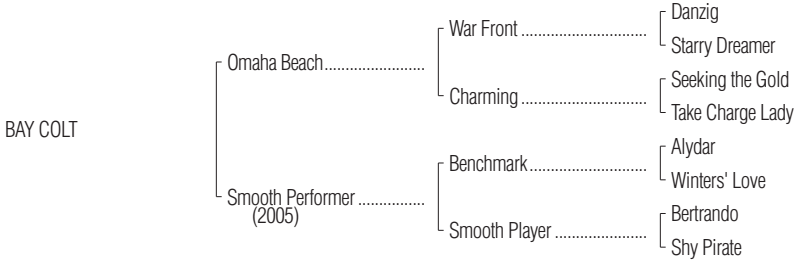 Danzig
War Front ..............................
Starry Dreamer
Omaha Beach........................
Seeking the Gold
Charming ..............................
Take Charge Lady
BAY COLT
Alydar
Benchmark............................
Winters' Love
Smooth Performer ................
(2005)
Bertrando
Smooth Player ......................
Shy Pirate